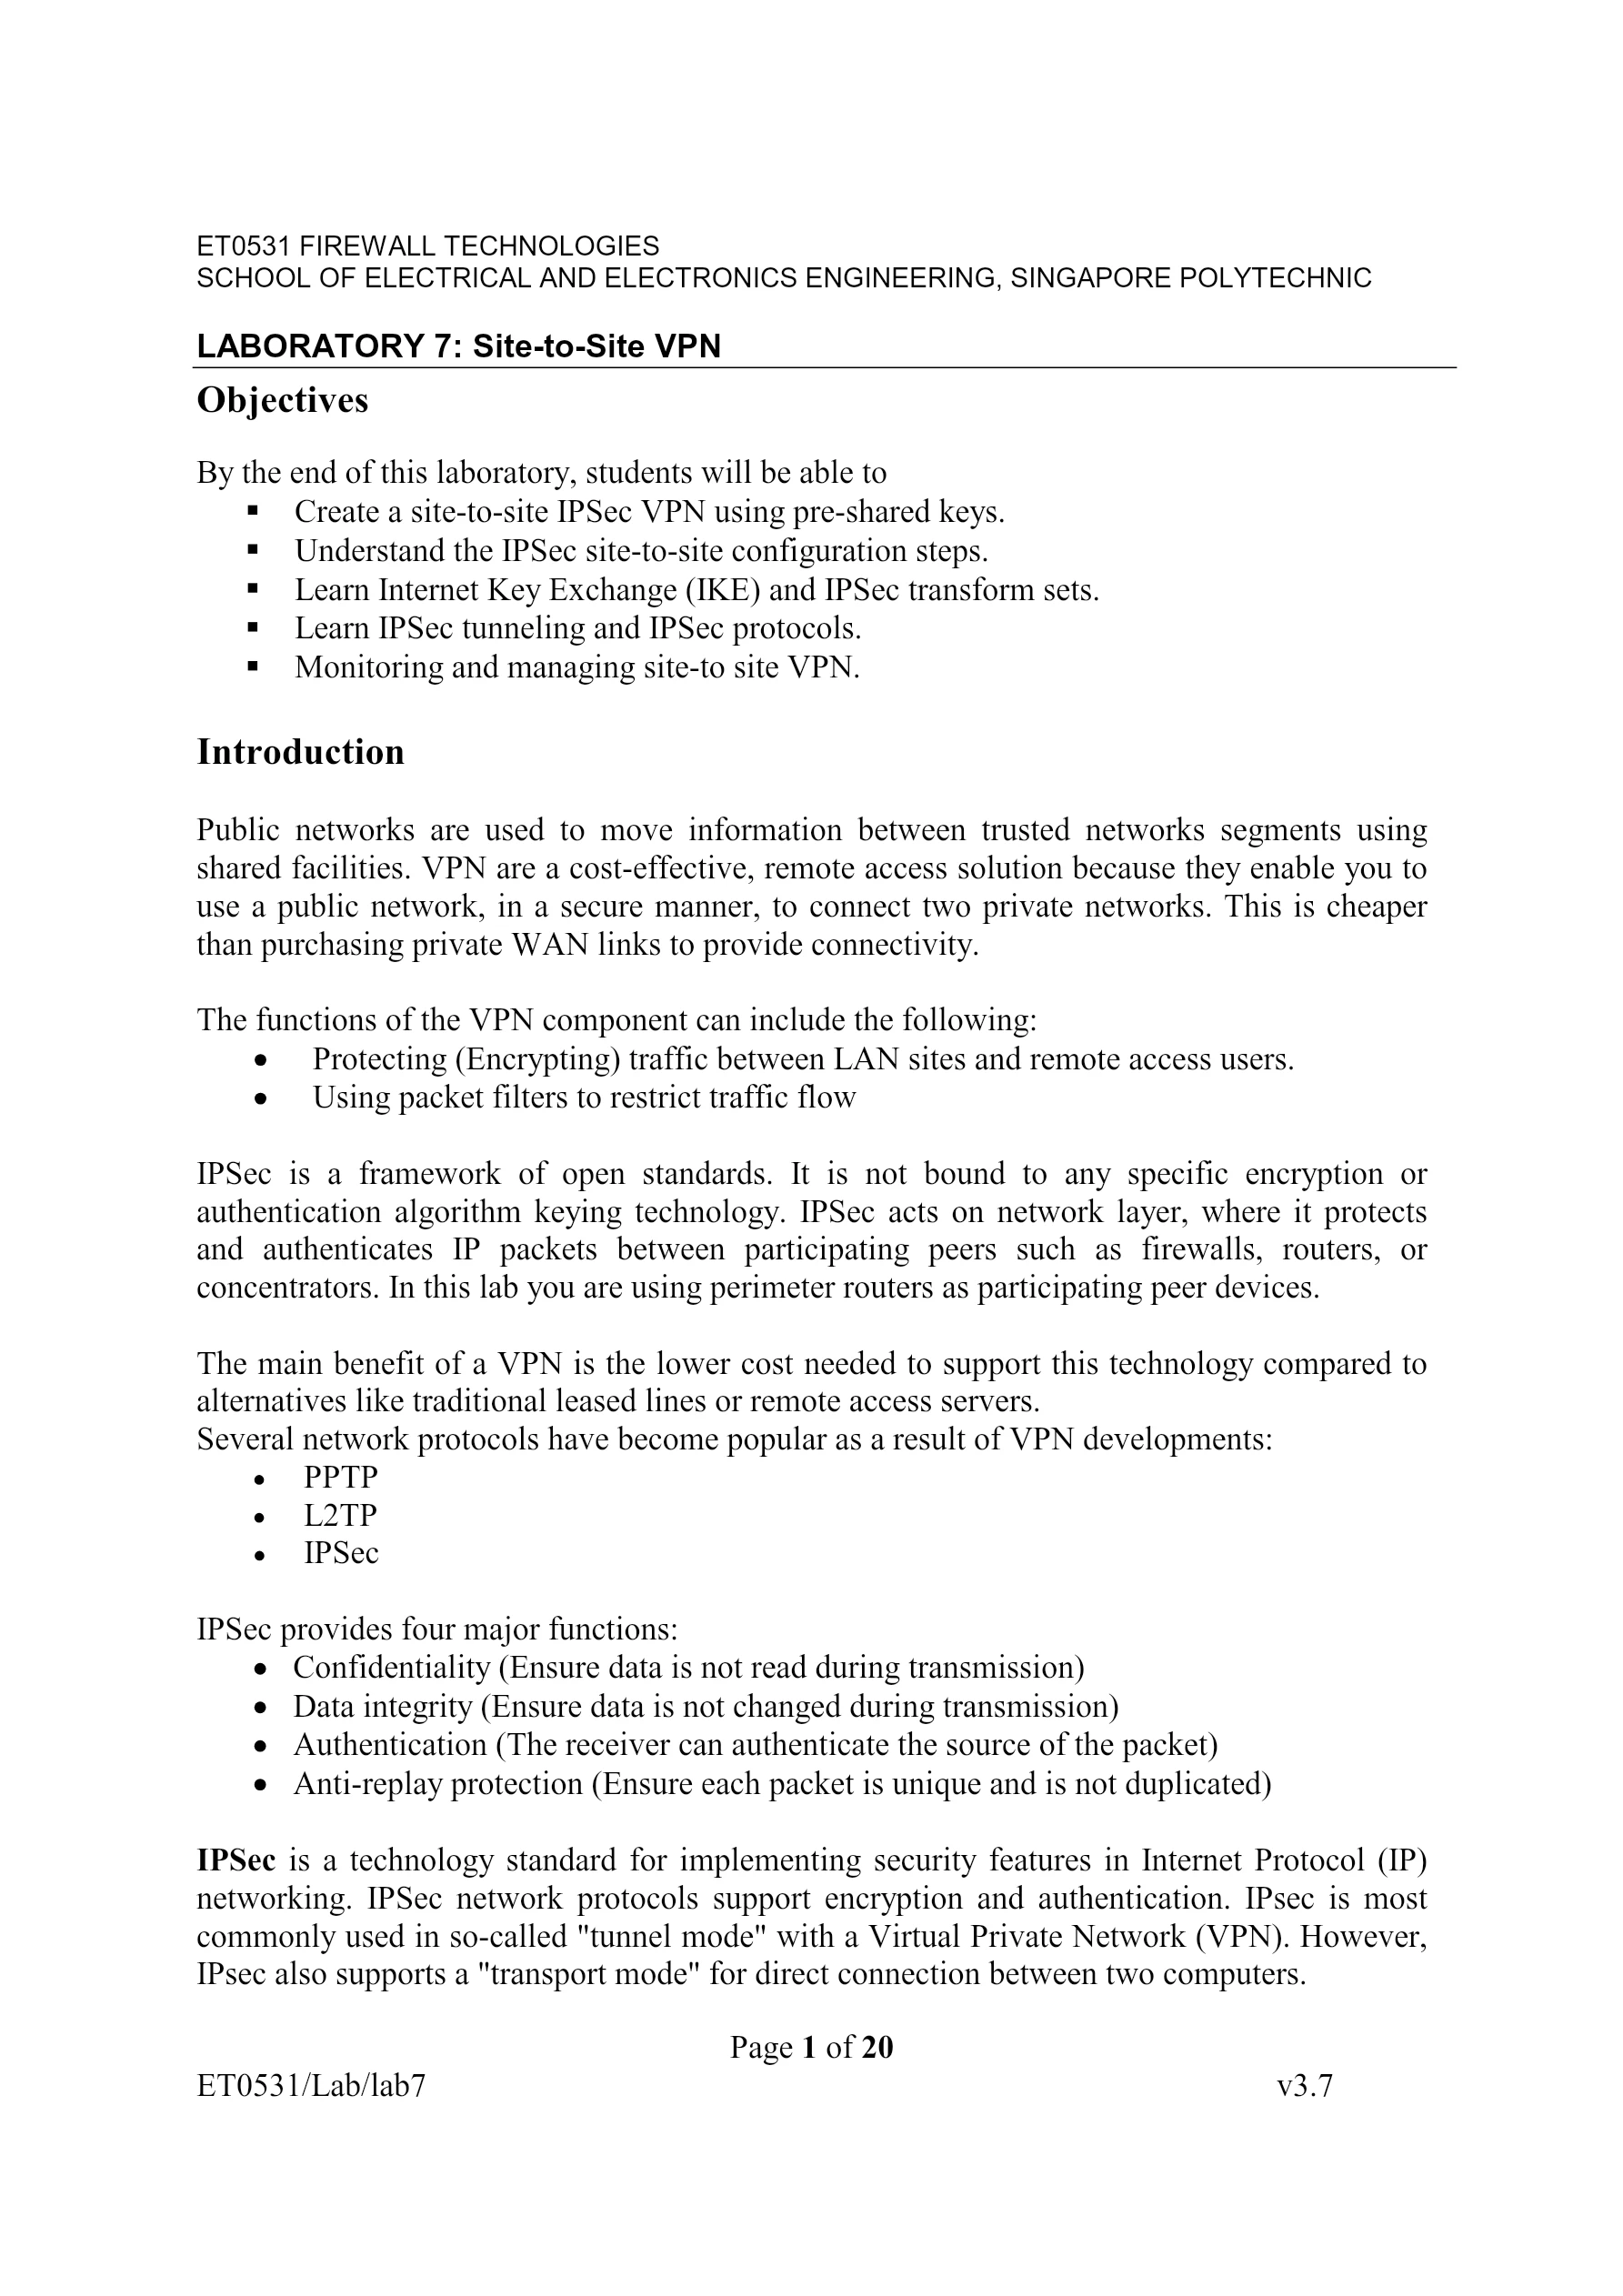 ET0531 FIREWALL TECHNOLOGIES
SCHOOL OF ELECTRICAL AND ELECTRONICS ENGINEERING, SINGAPORE POLYTECHNIC
LABORATORY 7: Site-to-Site VPN
Objectives
By the end of this laboratory, students will be able to
▪ Create a site-to-site IPSec VPN using pre-shared keys.
▪ Understand the IPSec site-to-site configuration steps.
▪ Learn Internet Key Exchange (IKE) and IPSec transform sets.
▪ Learn IPSec tunneling and IPSec protocols.
▪ Monitoring and managing site-to site VPN.
Introduction
Public networks are used to move information between trusted networks segments using
shared facilities. VPN are a cost-effective, remote access solution because they enable you to
use a public network, in a secure manner, to connect two private networks. This is cheaper
than purchasing private WAN links to provide connectivity.
The functions of the VPN component can include the following:
• Protecting (Encrypting) traffic between LAN sites and remote access users.
• Using packet filters to restrict traffic flow
IPSec is a framework of open standards. It is not bound to any specific encryption or
authentication algorithm keying technology. IPSec acts on network layer, where it protects
and authenticates IP packets between participating peers such as firewalls, routers, or
concentrators. In this lab you are using perimeter routers as participating peer devices.
The main benefit of a VPN is the lower cost needed to support this technology compared to
alternatives like traditional leased lines or remote access servers.
Several network protocols have become popular as a result of VPN developments:
• PPTP
• L2TP
• IPSec
IPSec provides four major functions:
• Confidentiality (Ensure data is not read during transmission)
• Data integrity (Ensure data is not changed during transmission)
• Authentication (The receiver can authenticate the source of the packet)
• Anti-replay protection (Ensure each packet is unique and is not duplicated)
IPSec is a technology standard for implementing security features in Internet Protocol (IP)
networking. IPSec network protocols support encryption and authentication. IPsec is most
commonly used in so-called "tunnel mode" with a Virtual Private Network (VPN). However,
IPsec also supports a "transport mode" for direct connection between two computers.
Page 1 of 20
ET0531/Lab/lab7 v3.7